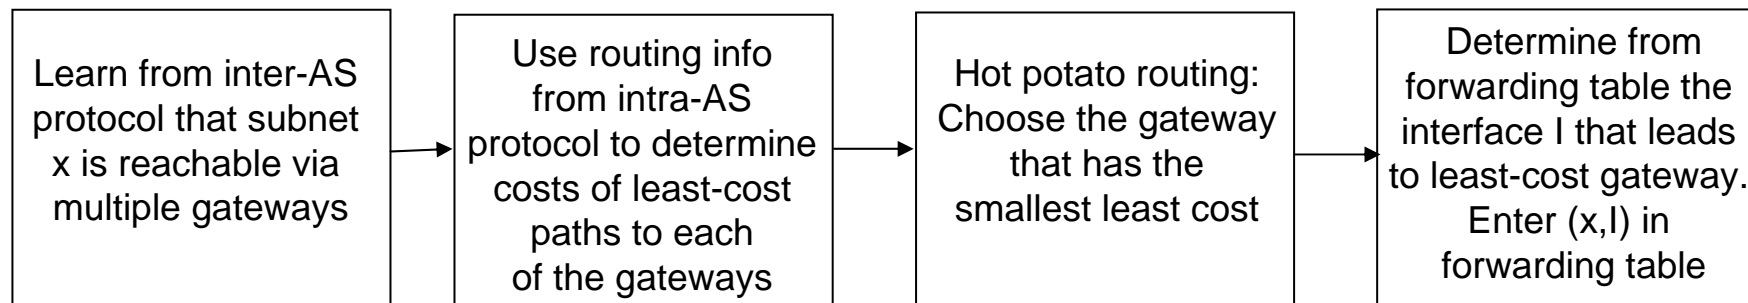 Learn from inter-AS
protocol that subnet
x is reachable via
multiple gateways
Use routing info
from intra-AS
protocol to determine
costs of least-cost
paths to each
of the gateways
Hot potato routing:
Choose the gateway
that has the
smallest least cost
Determine from
forwarding table the
interface I that leads
to least-cost gateway.
Enter (x,I) in
forwarding table